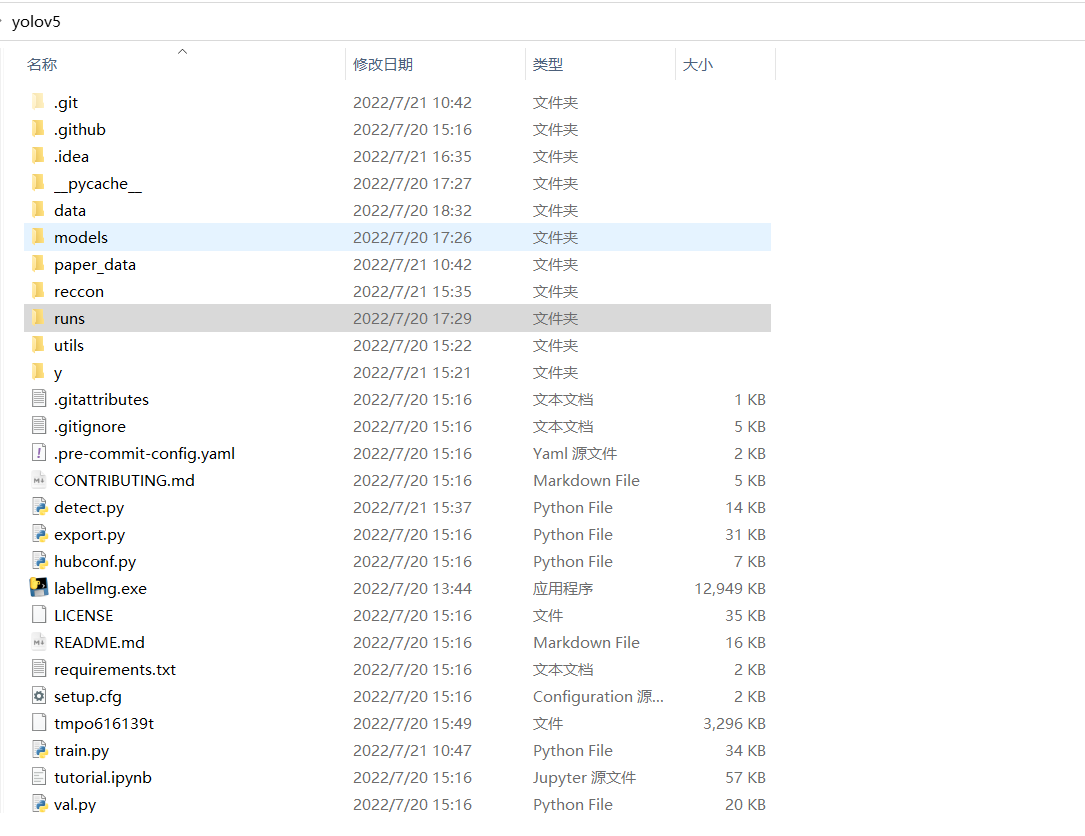 yolov5
名称 修改日期 类型 大小
.git 2022/7/21 10:42 文件夹
.github 2022/7/20 15:16 文件夹
.idea 2022/7/21 16:35 文件夹
__pycache__ 2022/7/20 17:27 文件夹
data 2022/7/20 18:32 文件夹
models 2022/7/20 17:26 文件夹
paper_data 2022/7/21 10:42 文件夹
reccon 2022/7/21 15:35 文件夹
runs 2022/7/20 17:29 文件夹
utils 2022/7/20 15:22 文件夹
y 2022/7/21 15:21 文件夹
.gitattributes 2022/7/20 15:16 文本文档 1 KB
.gitignore 2022/7/20 15:16 文本文档 5 KB
.pre-commit-config.yaml 2022/7/20 15:16 Yaml 源文件 2 KB
CONTRIBUTING.md 2022/7/20 15:16 Markdown File 5 KB
detect.py 2022/7/21 15:37 Python File 14 KB
export.py 2022/7/20 15:16 Python File 31 KB
hubconf.py 2022/7/20 15:16 Python File 7 KB
labelImg.exe 2022/7/20 13:44 应用程序 12,949 KB
LICENSE 2022/7/20 15:16 文件 35 KB
README.md 2022/7/20 15:16 Markdown File 16 KB
requirements.txt 2022/7/20 15:16 文本文档 2 KB
setup.cfg 2022/7/20 15:16 Configuration 源... 2 KB
tmpo616139t 2022/7/20 15:49 文件 3,296 KB
train.py 2022/7/21 10:47 Python File 34 KB
tutorial.ipynb 2022/7/20 15:16 Jupyter 源文件 57 KB
val.py 2022/7/20 15:16 Python File 20 KB